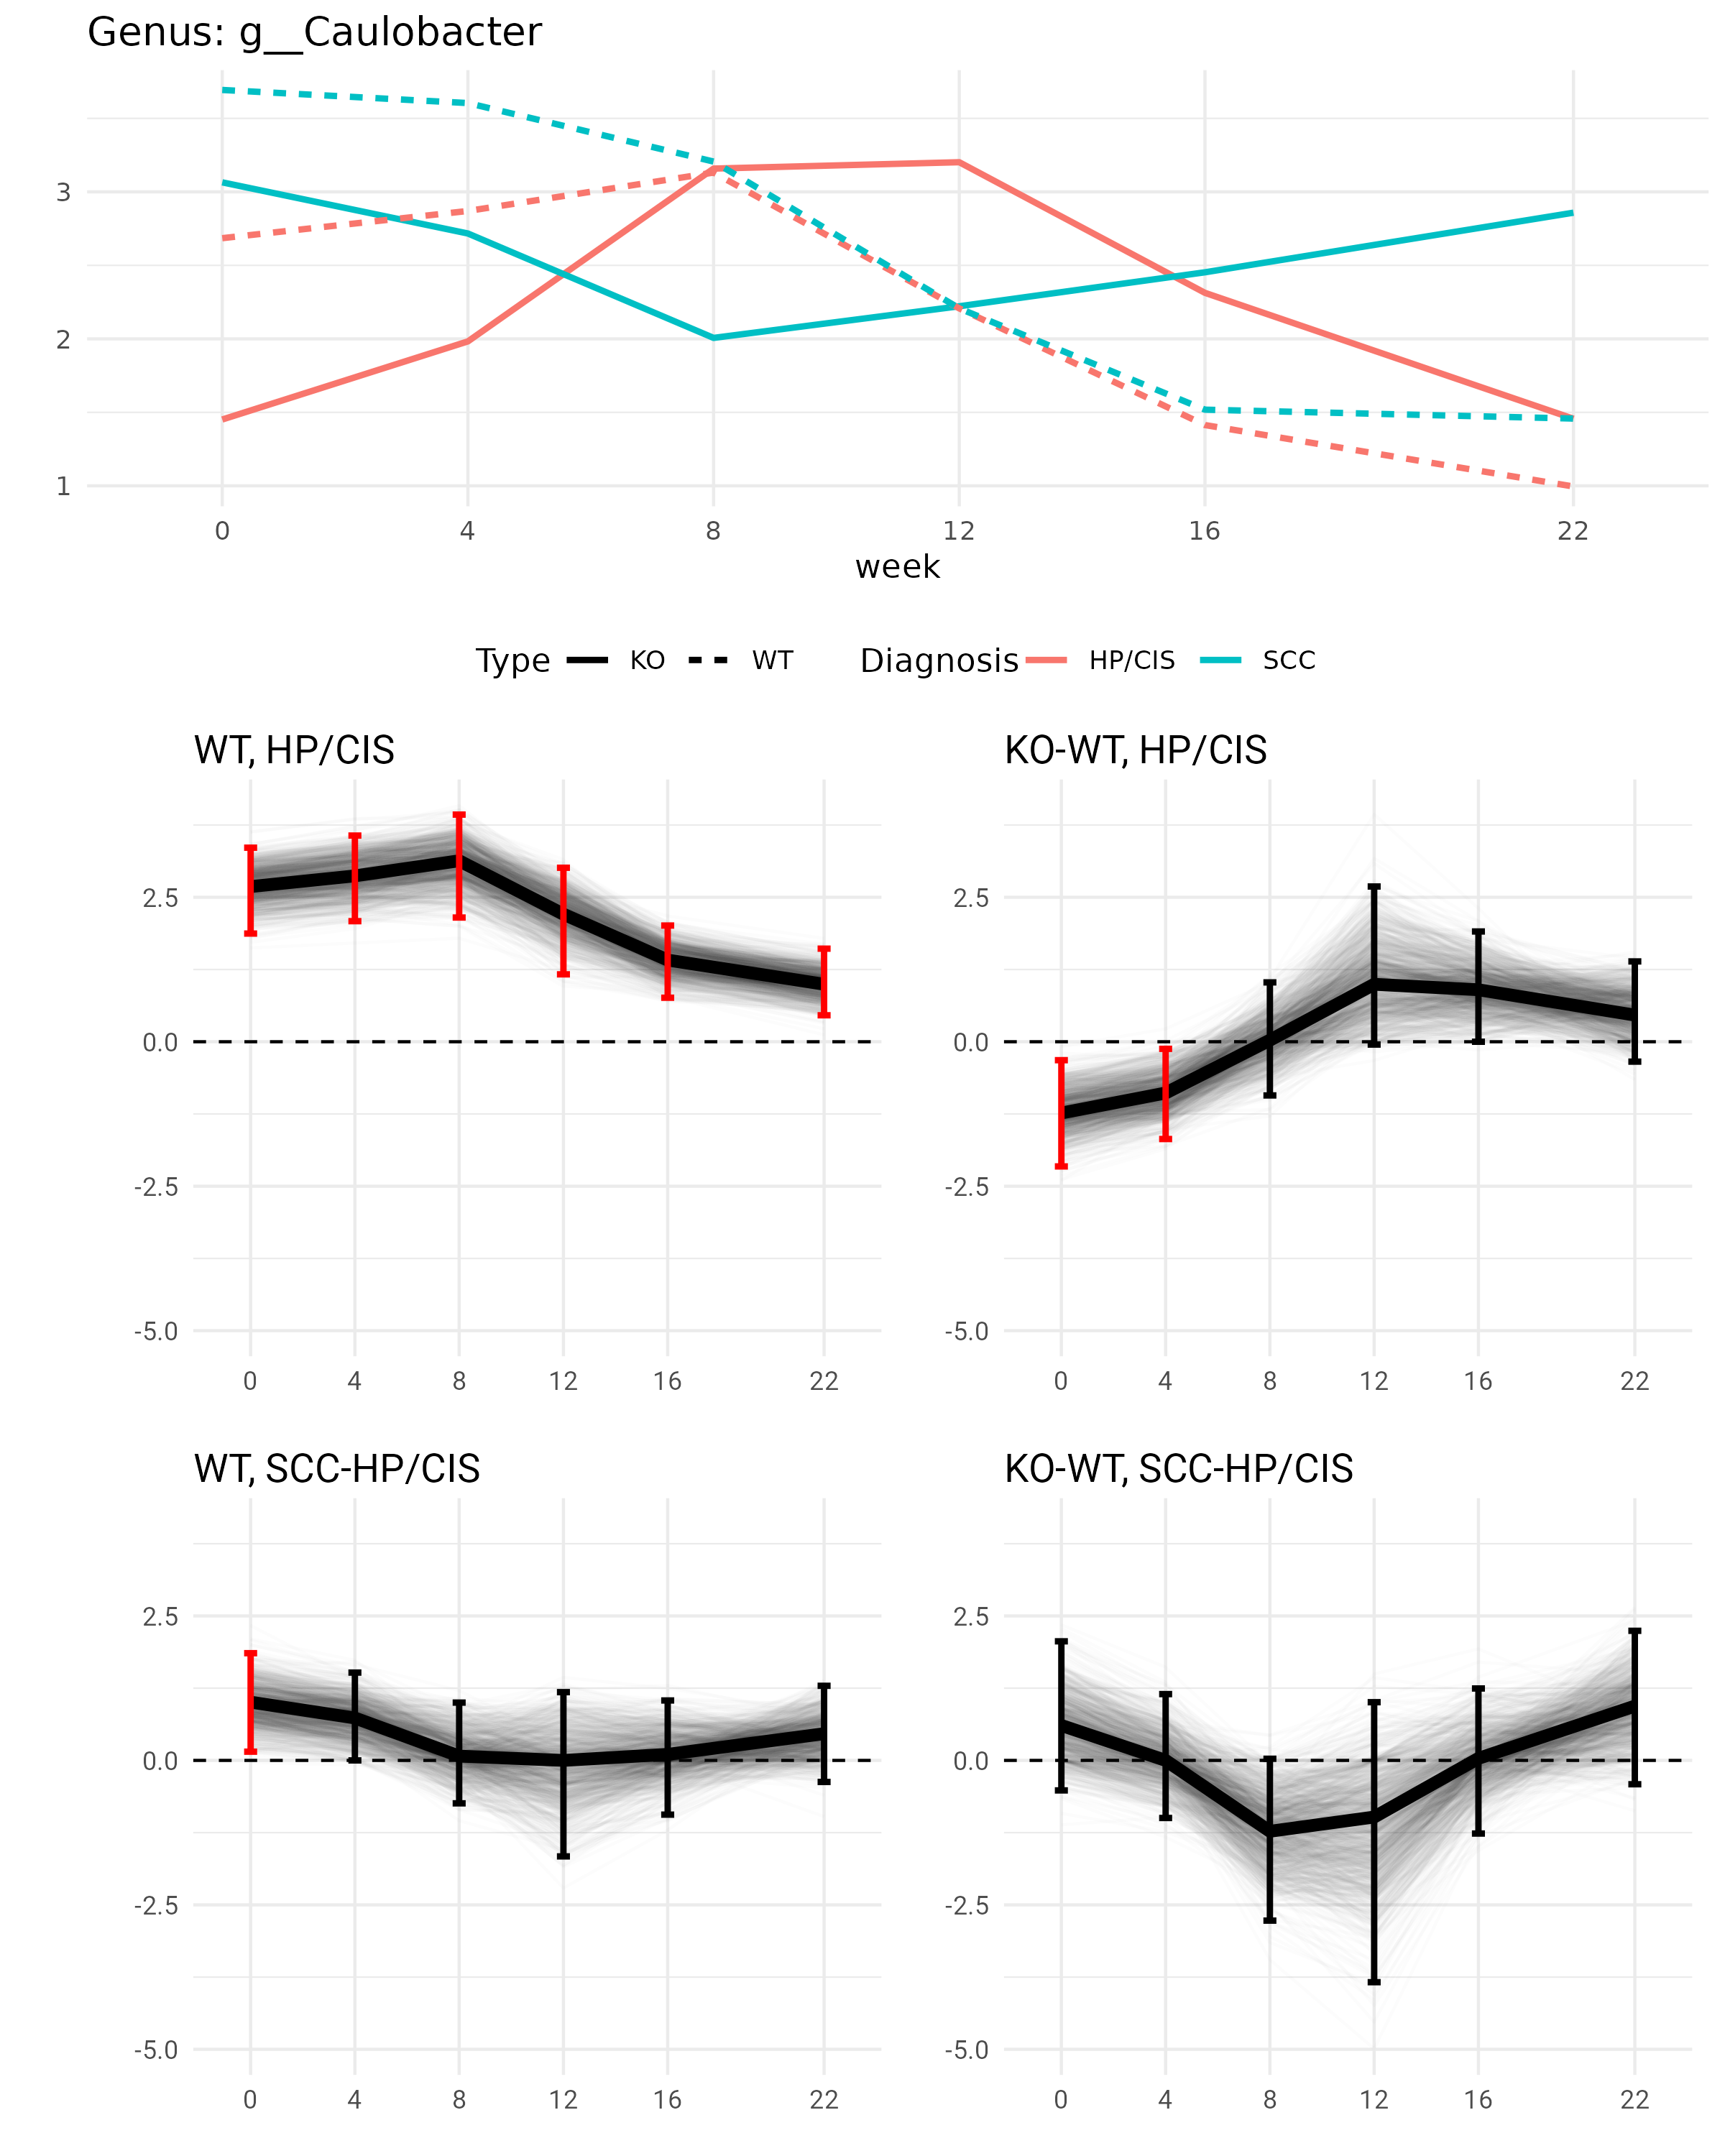 Genus: g__Caulobacter
3
2
1
0 4 8 12 16 22
week
Type KO WT Diagnosis HP/CIS SCC
WT, HP/CIS
2.5
0.0
-2.5
-5.0
0 4 8 12 16 22
KO-WT, HP/CIS
2.5
0.0
-2.5
-5.0
0 4 8 12 16 22
WT, SCC-HP/CIS
2.5
0.0
-2.5
-5.0
0 4 8 12 16 22
KO-WT, SCC-HP/CIS
2.5
0.0
-2.5
-5.0
0 4 8 12 16 22